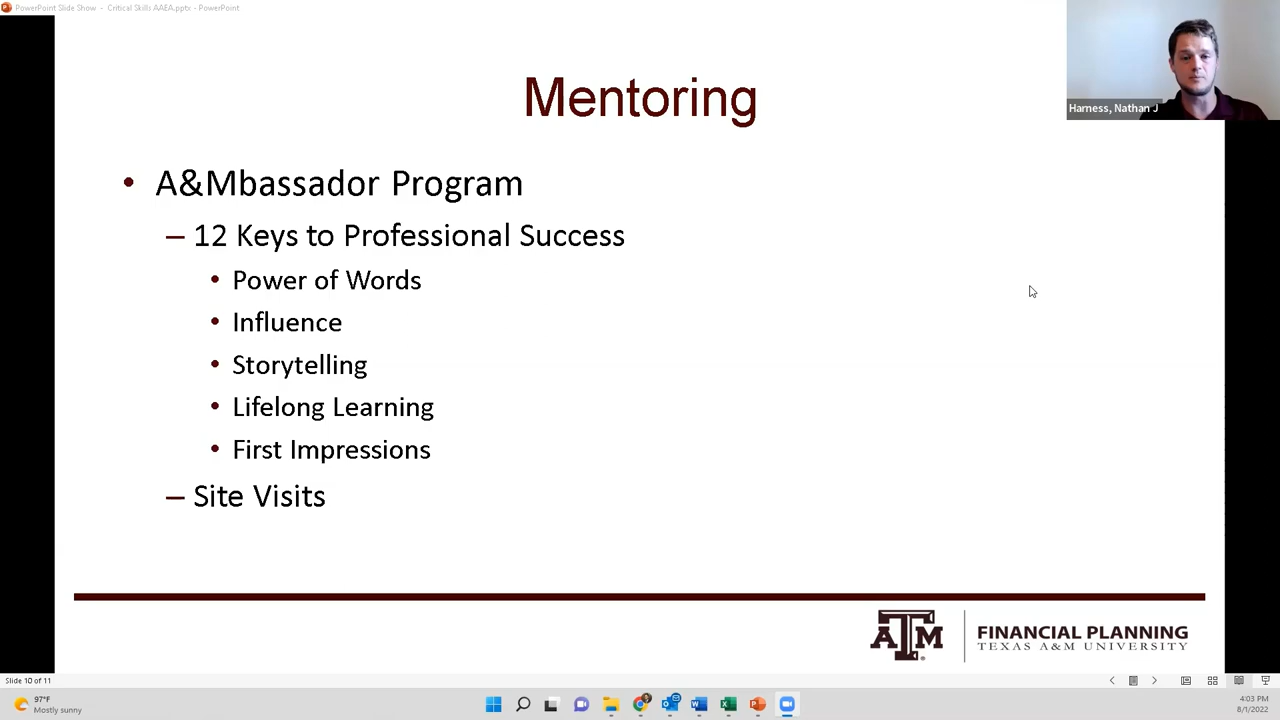 PowerPoint Slide Show - Critical Skills AAEA.pptx - PowerPoint
Harness, Nathan J
Mentoring
• A&Mbassador Program
– 12 Keys to Professional Success
• Power of Words
• Influence
• Storytelling
• Lifelong Learning
• First Impressions
– Site Visits
ATM
FINANCIAL PLANNING
TEXAS A&M UNIVERSITY
Slide 10 of 11
97°F
Mostly sunny
4:03 PM
8/1/2022